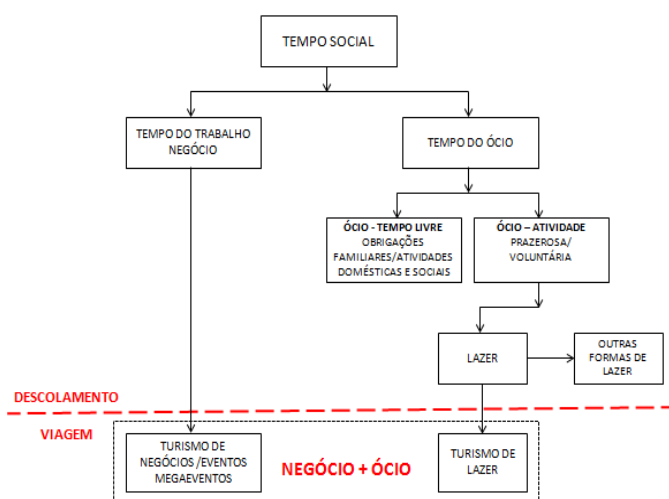 TEMPO SOCIAL
TEMPO DO TRABALHO
NEGÓCIO
TEMPO DO ÓCIO
ÓCIO - TEMPO LIVRE
OBRIGAÇÕES
FAMILIARES/ATIVIDADES
DOMÉSTICAS E SOCIAIS
ÓCIO – ATIVIDADE
PRAZEROSA/
VOLUNTÁRIA
LAZER
OUTRAS
FORMAS DE
LAZER
DESCOLAMENTO
VIAGEM
TURISMO DE
NEGÓCIOS /EVENTOS
MEGAEVENTOS
NEGÓCIO + ÓCIO
TURISMO DE
LAZER